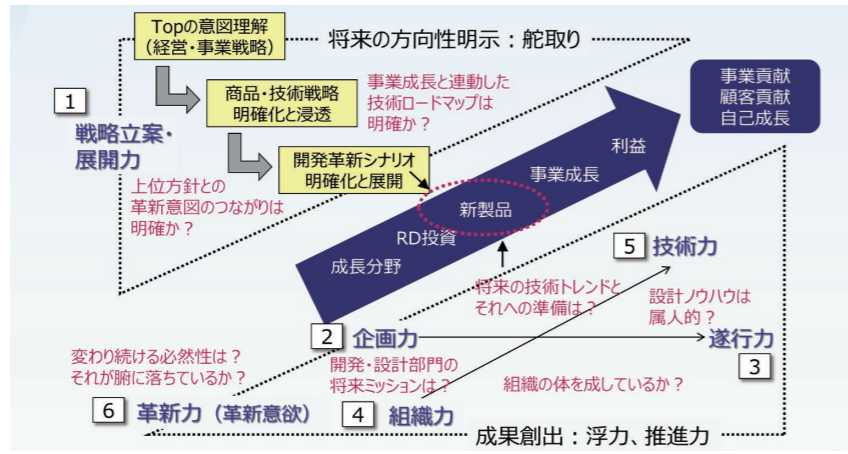 Topの意図理解
（経営・事業戦略）
将来の方向性明示：舵取り
事業貢献
顧客貢献
自己成長
1
戦略立案・
展開力
商品・技術戦略
明確化と浸透
事業成長と連動した
技術ロードマップは
明確か？
開発革新シナリオ
明確化と展開
上位方針との
革新意図のつながりは
明確か？
利益
事業成長
新製品
RD投資
成長分野
5 技術力
将来の技術トレンドと
それへの準備は？
設計ノウハウは
属人的？
2 企画力
遂行力
3
変わり続ける必然性は？
それが腑に落ちているか？
開発・設計部門の
将来ミッションは？
組織の体を成しているか？
6 革新力（革新意欲）
4 組織力
成果創出：浮力、推進力